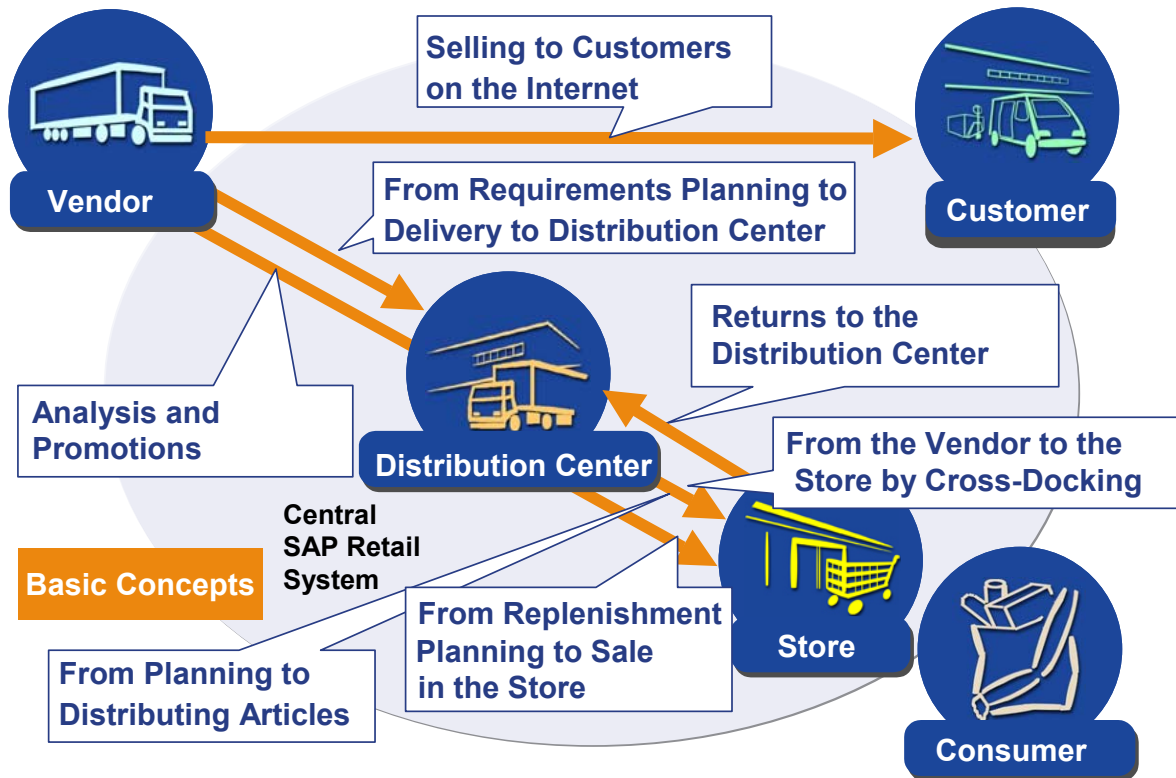 Selling to Customers
on the Internet
Vendor
From Requirements Planning to
Delivery to Distribution Center
Customer
Returns to the
Distribution Center
Analysis and
Promotions
From the Vendor to the
Store by Cross-Docking
Distribution Center
Central
SAP Retail
System
Basic Concepts
From Replenishment
Planning to Sale
in the Store
Store
From Planning to
Distributing Articles
Consumer